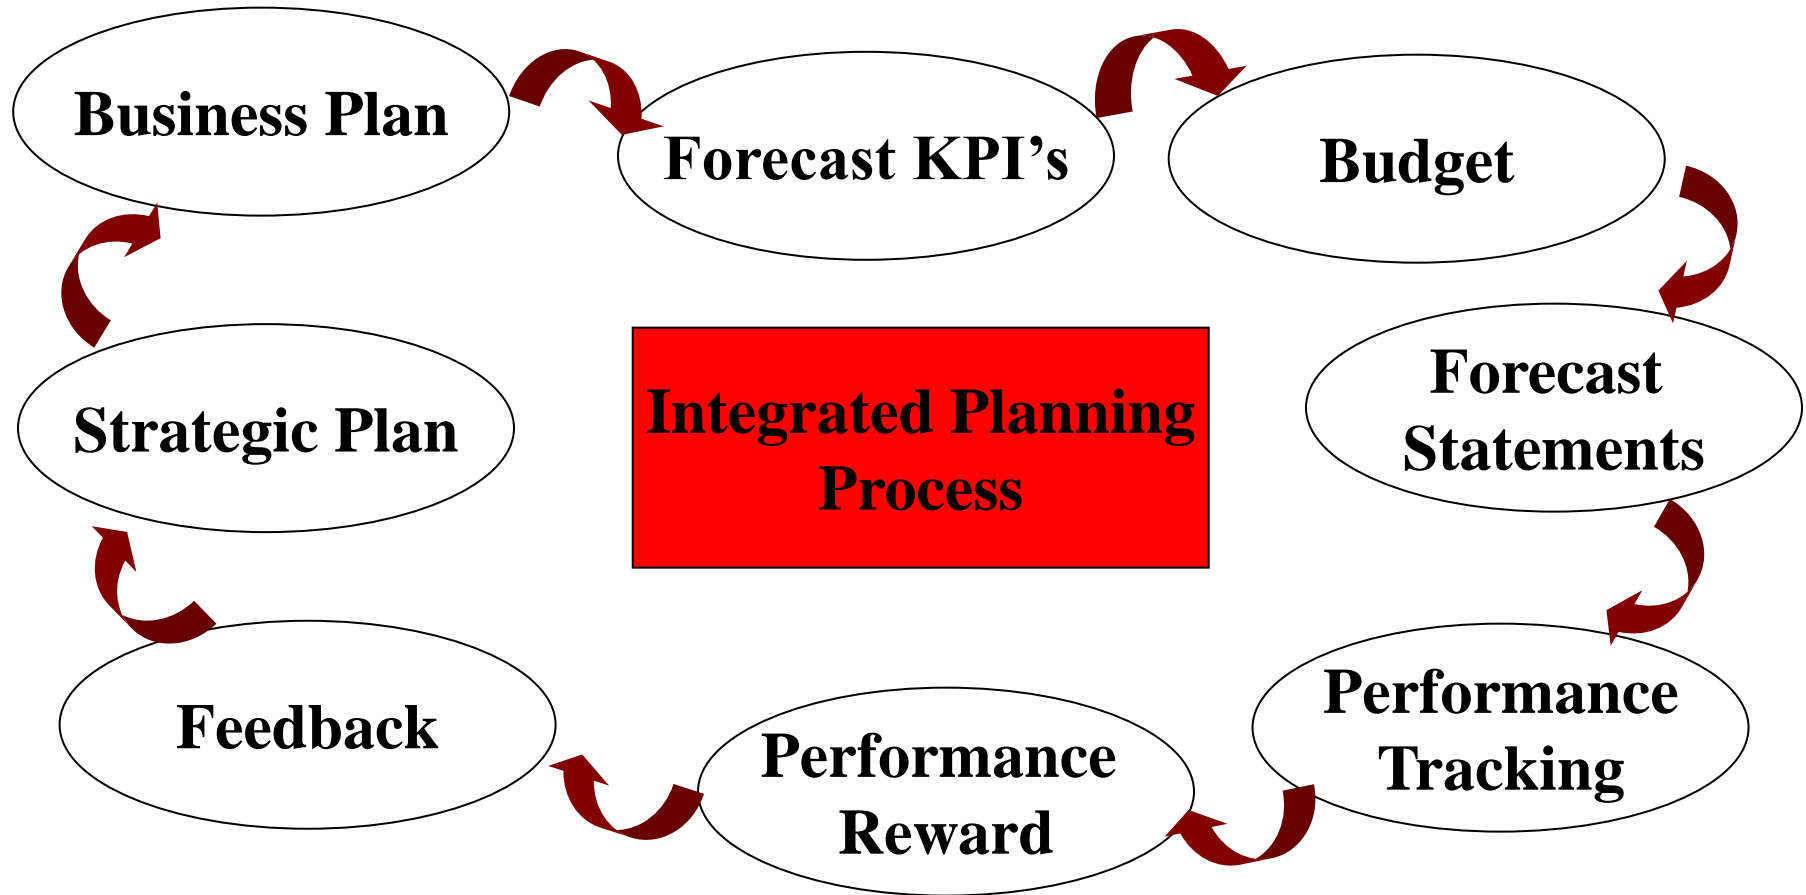 Business Plan
Forecast KPI’s
Budget
Forecast
Statements
Integrated Planning
Process
Strategic Plan
Performance
Tracking
Performance
Reward
Feedback